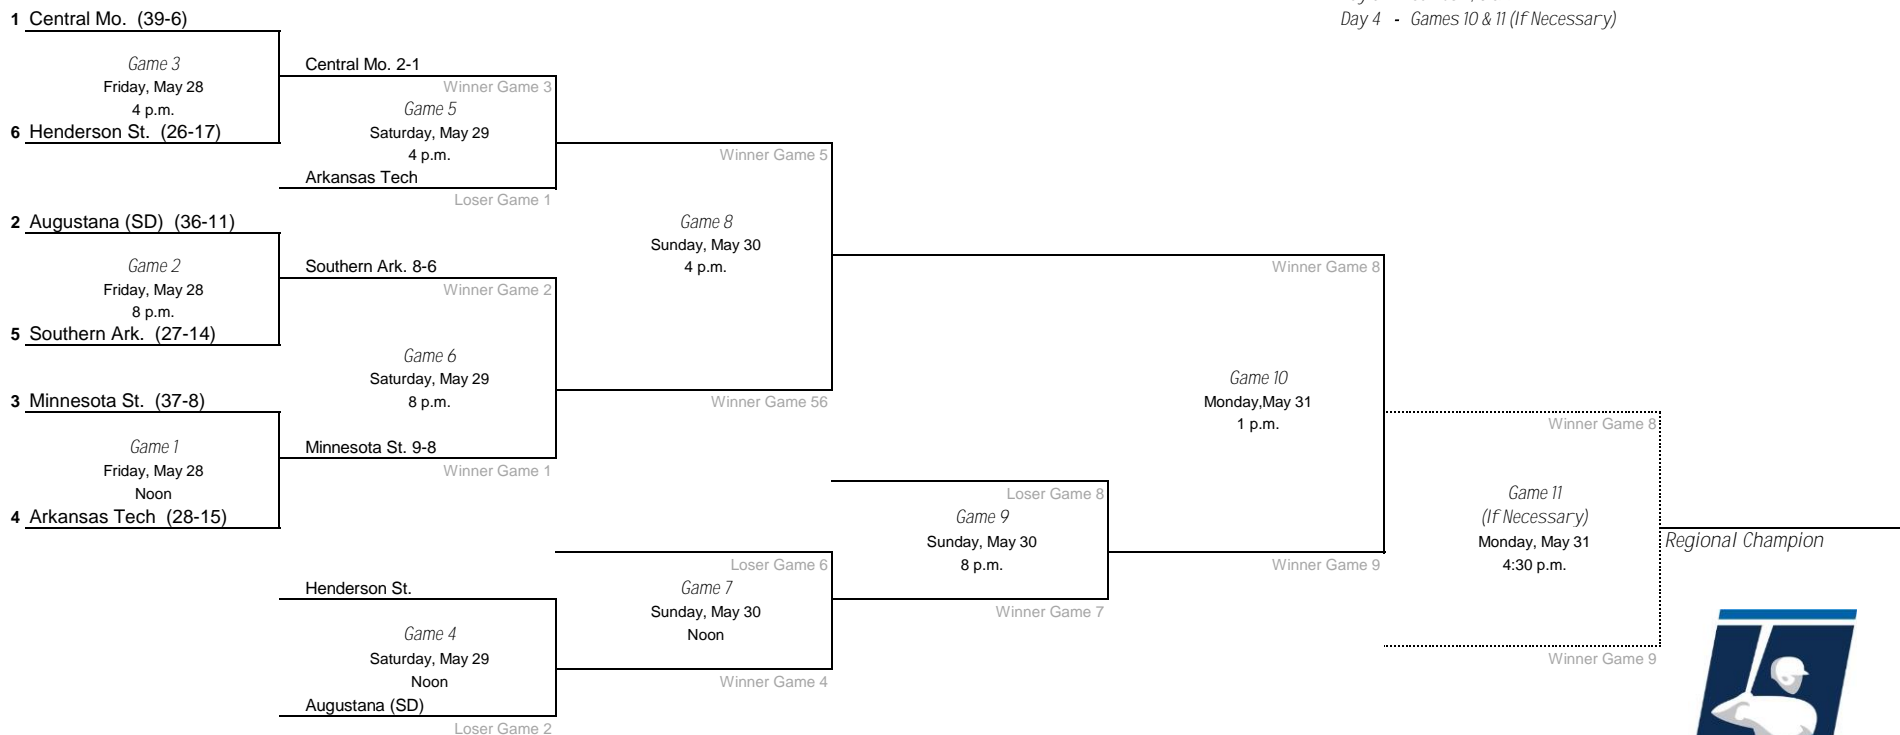 Day 4 - Games 10 & 11 (If Necessary)
1 Central Mo. (39-6)
Game 3
Friday, May 28
4 p.m.
6 Henderson St. (26-17)
Central Mo. 2-1
Winner Game 3
Game 5
Saturday, May 29
4 p.m.
Arkansas Tech
Loser Game 1
2 Augustana (SD) (36-11)
Game 2
Friday, May 28
8 p.m.
5 Southern Ark. (27-14)
Southern Ark. 8-6
Winner Game 2
Game 6
Saturday, May 29
8 p.m.
Minnesota St. 9-8
Winner Game 1
3 Minnesota St. (37-8)
Game 1
Friday, May 28
Noon
4 Arkansas Tech (28-15)
Henderson St.
Game 4
Saturday, May 29
Noon
Augustana (SD)
Loser Game 2
Winner Game 5
Game 8
Sunday, May 30
4 p.m.
Winner Game 56
Loser Game 6
Game 7
Sunday, May 30
Noon
Winner Game 4
Loser Game 8
Game 9
Sunday, May 30
8 p.m.
Winner Game 7
Winner Game 8
Game 10
Monday,May 31
1 p.m.
Winner Game 9
Winner Game 8
Game 11
(If Necessary)
Monday, May 31
4:30 p.m.
Winner Game 9
Regional Champion